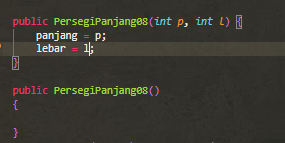 public PersegiPanjang08(int p, int l) {
panjang = p;
lebar = l;
}
public PersegiPanjang08()
{
}